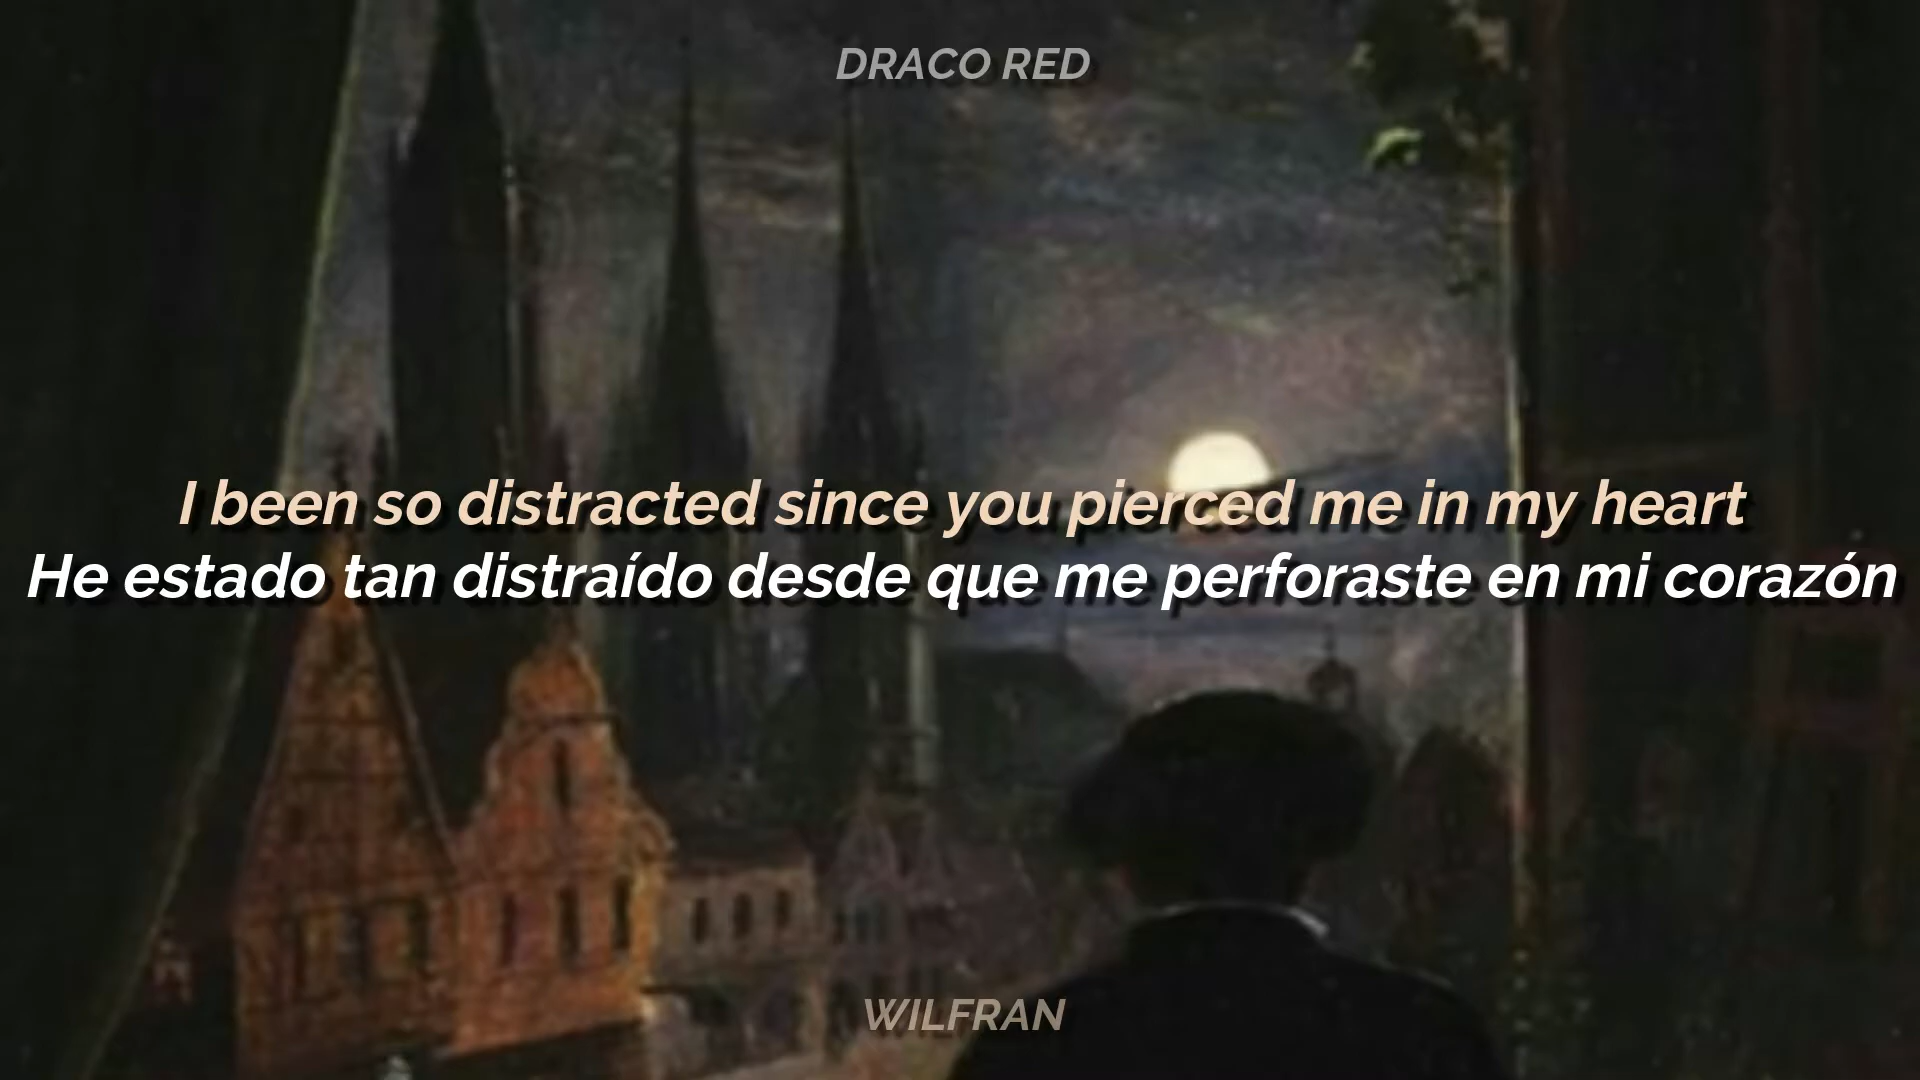 DRACO RED
I been so distracted since you pierced me in my heart
He estado tan distraído desde que me perforaste en mi corazón
WILFRAN